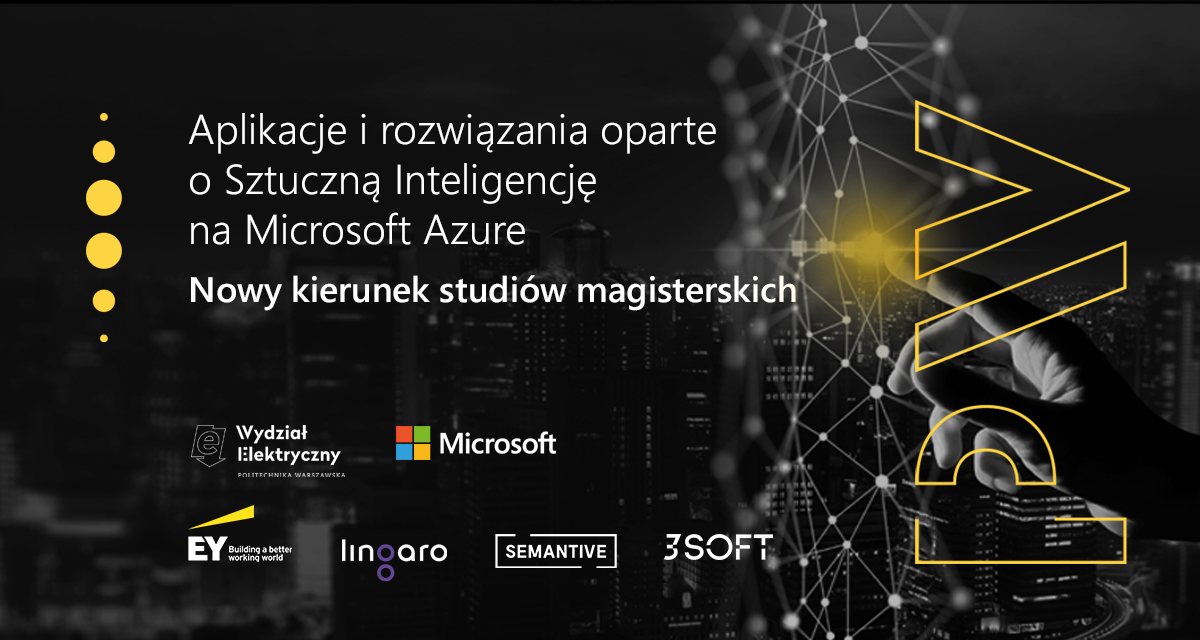 Aplikacje i rozwiązania oparte
o Sztuczną Inteligencję
na Microsoft Azure
Nowy kierunek studiów magisterskich
Wydział
Elektryczny
POLITECHNIKA WARSZAWSKA
Microsoft
EY
Building a better
working world
lingaro
SEMANTIVE
3SOFT
PW